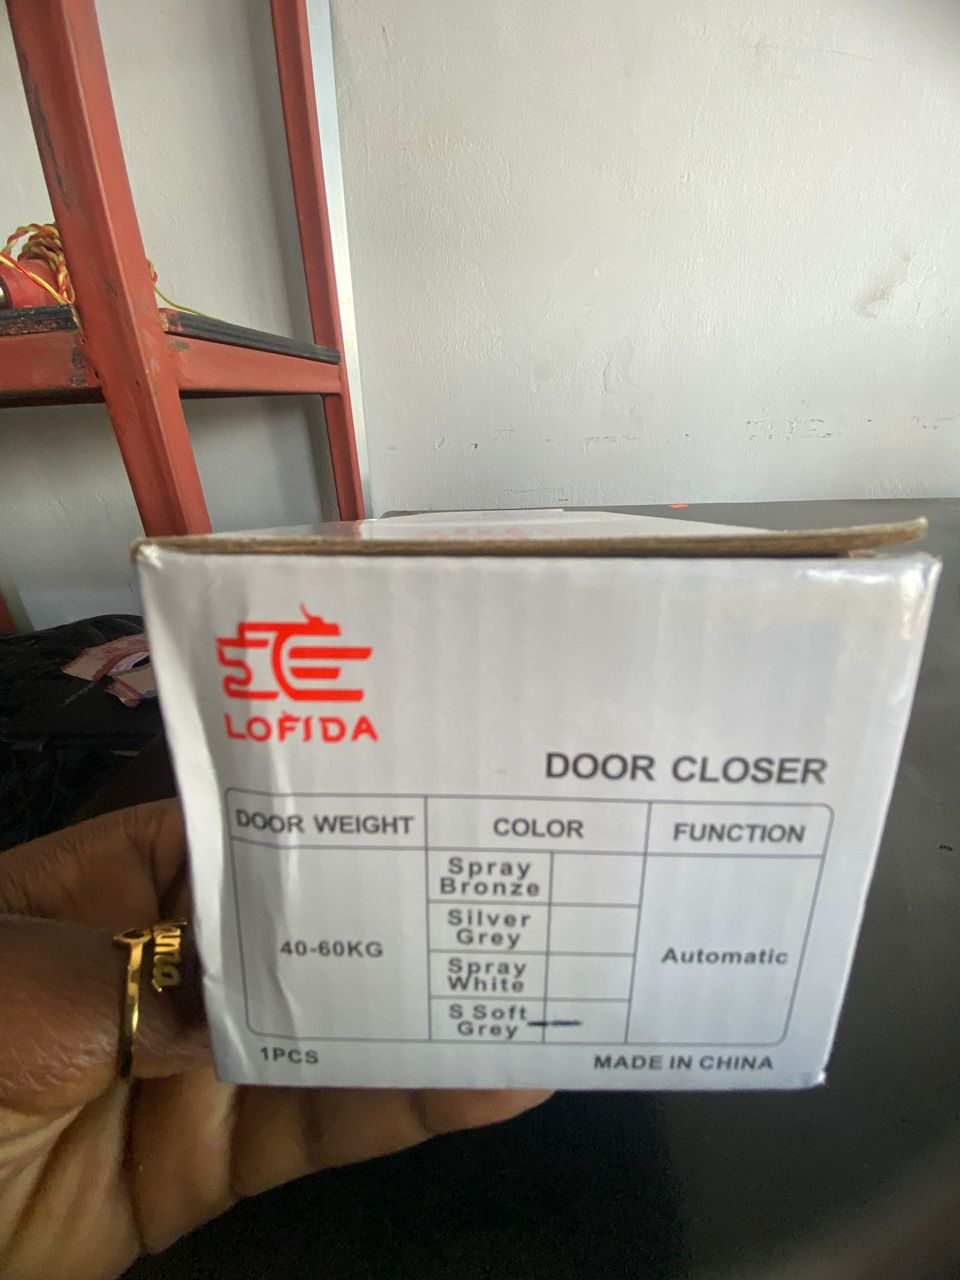 LOFIDA
DOOR CLOSER
DOOR WEIGHT COLOR FUNCTION
Spray
Bronze
Silver
Grey
40-60KG Automatic
Spray
White
S Soft
Grey
1PCS MADE IN CHINA